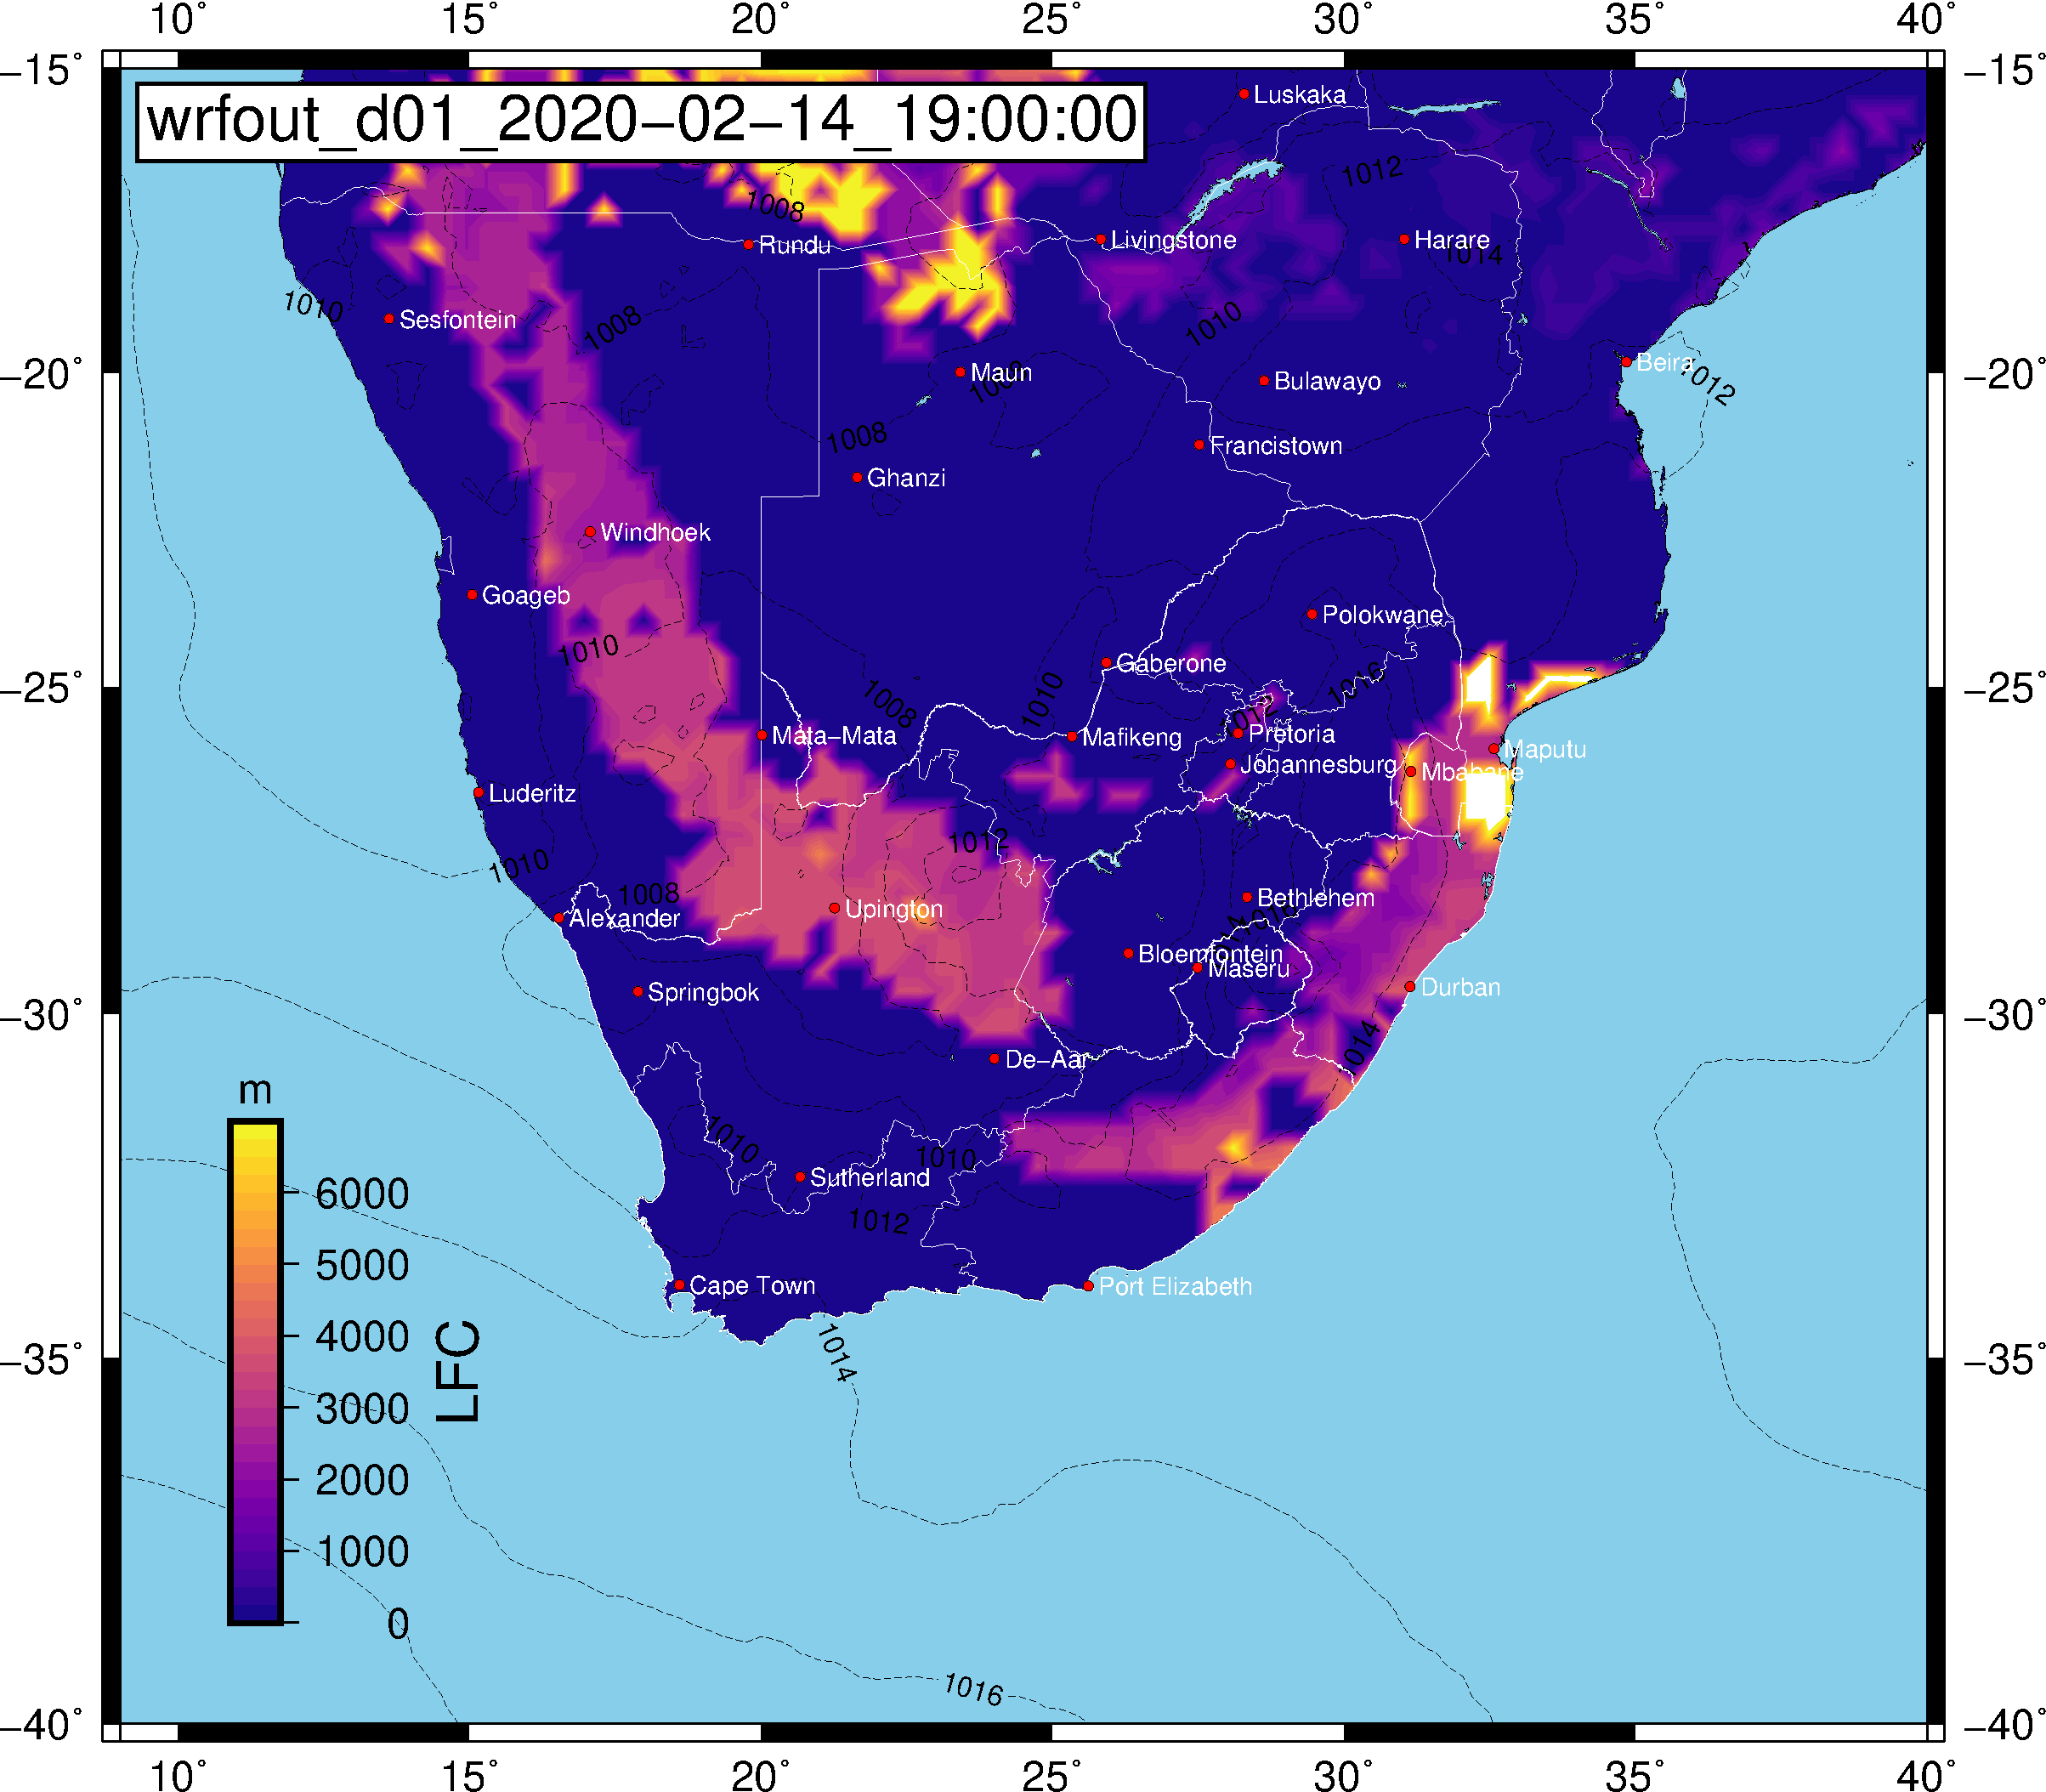 10° 15° 20° 25° 30° 35° 40°
−15° −15°
wrfout_d01_2020−02−14_19:00:00
Luskaka
1012
1008
Rundu
Livingstone
Harare
1014
1010
Sesfontein
1008
1010
Beira
1012
−20° −20°
Maun
Bulawayo
1008
Francistown
Ghanzi
Windhoek
Goageb
Polokwane
1010
Gaberone
1016
−25° −25°
1008
1010
1012
Mata−Mata
Mafikeng
Pretoria
Maputu
Johannesburg
Mbabane
Luderitz
1012
1010
1008
Bethlehem
Alexander
Upington
Bloemfontein
Maseru
Springbok
Durban
−30° −30°
1014
De−Aar
m
1010
1010
Sutherland
1012
6000
5000
4000
3000
2000
1000
0
LFC
Cape Town
Port Elizabeth
1014
−35° −35°
1016
−40° −40°
10° 15° 20° 25° 30° 35° 40°